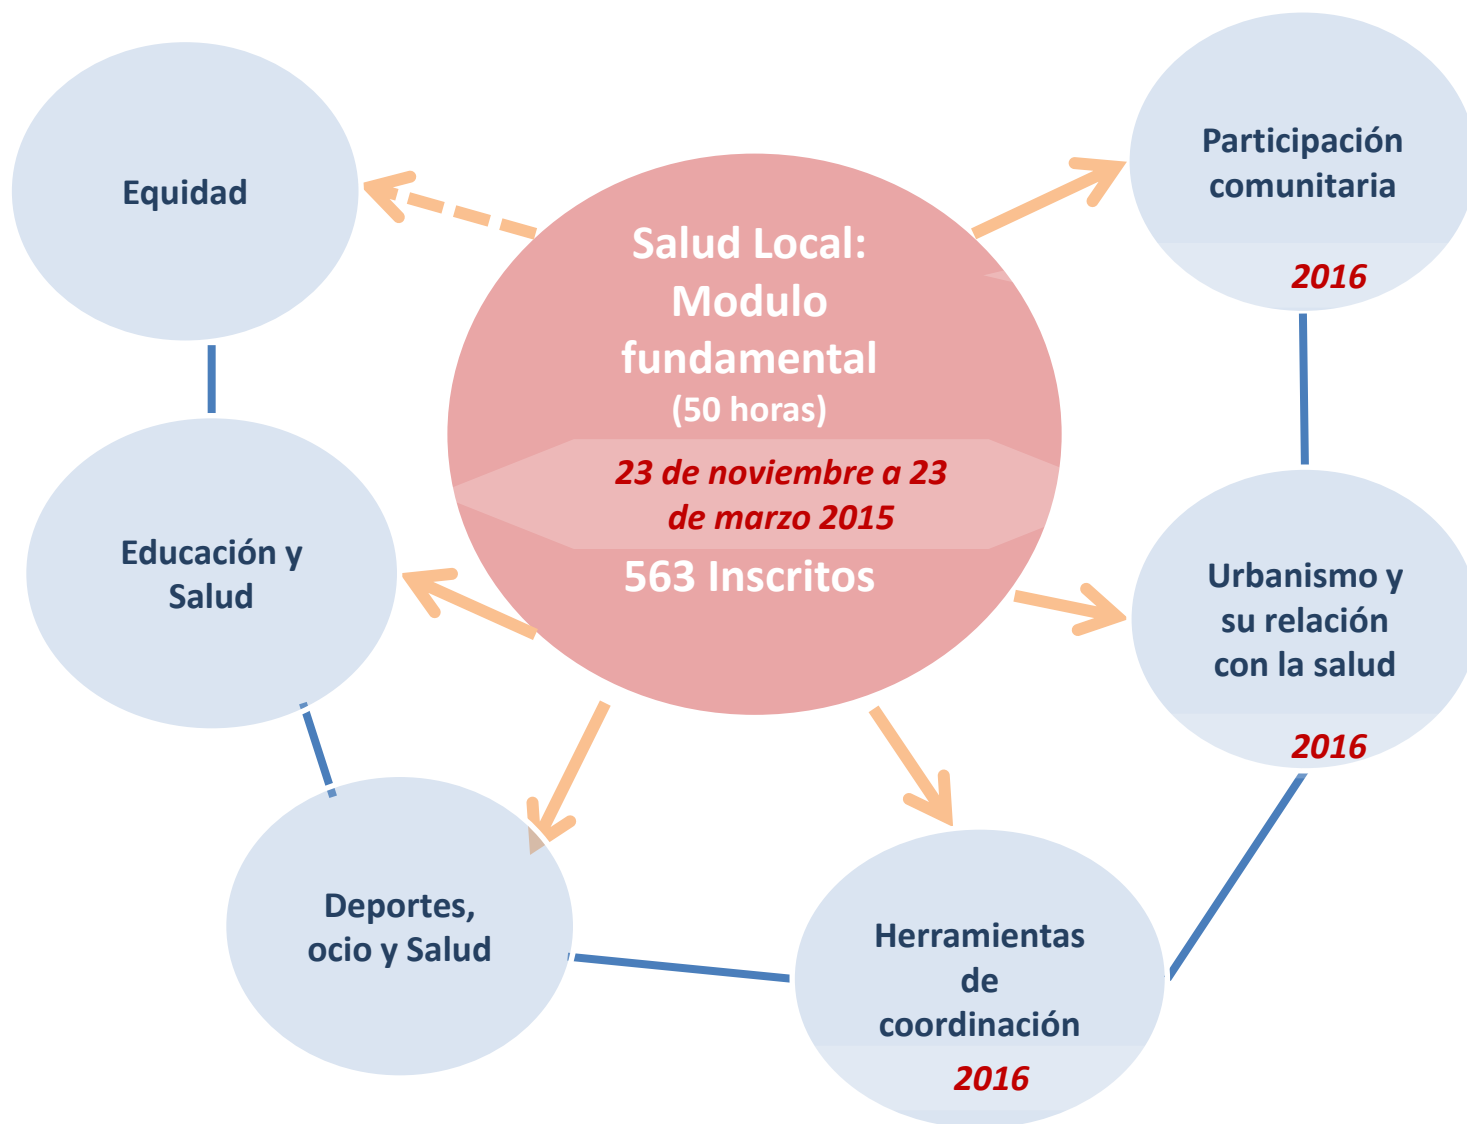 Equidad
Salud Local:
Modulo
fundamental
(50 horas)
23 de noviembre a 23
de marzo 2015
563 Inscritos
Participación
comunitaria
2016
Urbanismo y
su relación
con la salud
2016
Herramientas
de
coordinación
2016
Deportes,
ocio y Salud
Educación y
Salud